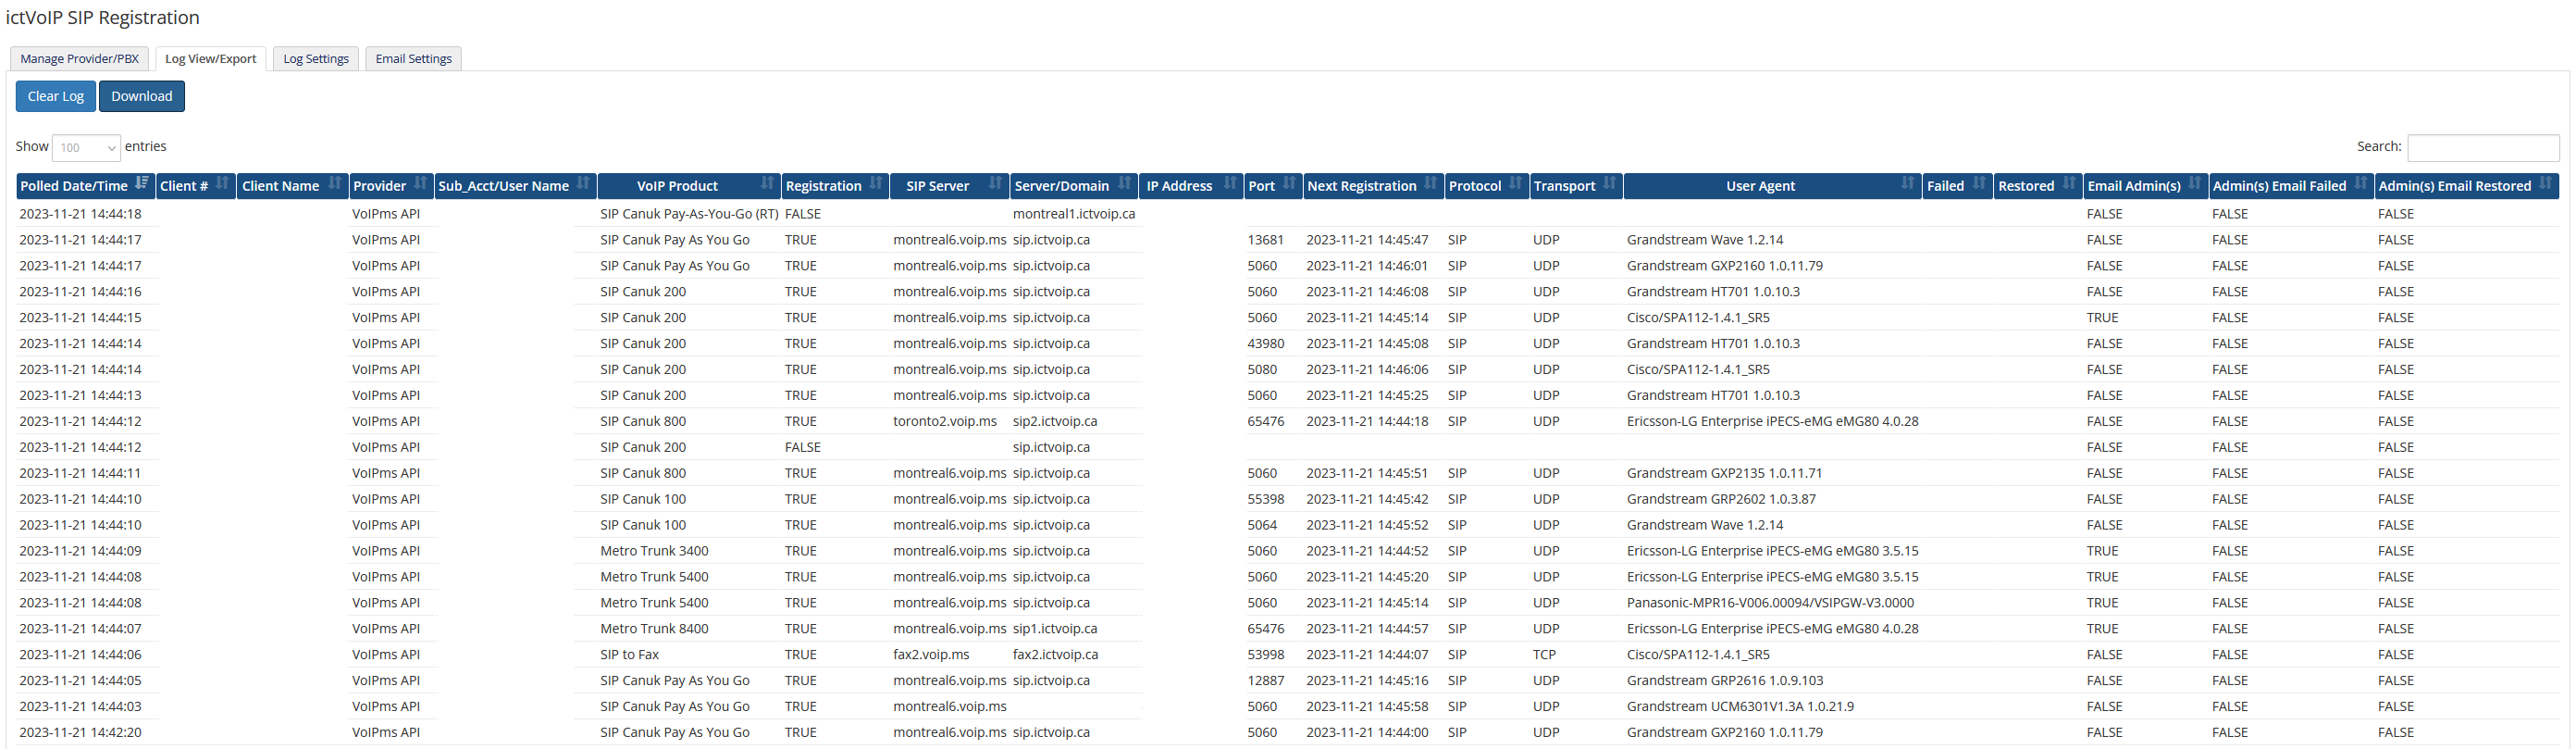 ictVoIP SIP Registration
Manage Provider/PBX Log View/Export Log Settings Email Settings
Clear Log Download
Show 100 entries Search:
Polled Date/Time Client # Client Name Provider Sub_Acct/User Name VoIP Product Registration SIP Server Server/Domain IP Address Port Next Registration Protocol Transport User Agent Failed Restored Email Admin(s) Admin(s) Email Failed Admin(s) Email Restored
2023-11-21 14:44:18 VoIPms API SIP Canuk Pay-As-You-Go (RT) FALSE montreal1.ictvoip.ca FALSE FALSE FALSE
2023-11-21 14:44:17 VoIPms API SIP Canuk Pay As You Go TRUE montreal6.voip.ms sip.ictvoip.ca 13681 2023-11-21 14:45:47 SIP UDP Grandstream Wave 1.2.14 FALSE FALSE FALSE
2023-11-21 14:44:17 VoIPms API SIP Canuk Pay As You Go TRUE montreal6.voip.ms sip.ictvoip.ca 5060 2023-11-21 14:46:01 SIP UDP Grandstream GXP2160 1.0.11.79 FALSE FALSE FALSE
2023-11-21 14:44:16 VoIPms API SIP Canuk 200 TRUE montreal6.voip.ms sip.ictvoip.ca 5060 2023-11-21 14:46:08 SIP UDP Grandstream HT701 1.0.10.3 FALSE FALSE FALSE
2023-11-21 14:44:15 VoIPms API SIP Canuk 200 TRUE montreal6.voip.ms sip.ictvoip.ca 5060 2023-11-21 14:45:14 SIP UDP Cisco/SPA112-1.4.1_SR5 TRUE FALSE FALSE
2023-11-21 14:44:14 VoIPms API SIP Canuk 200 TRUE montreal6.voip.ms sip.ictvoip.ca 43980 2023-11-21 14:45:08 SIP UDP Grandstream HT701 1.0.10.3 FALSE FALSE FALSE
2023-11-21 14:44:14 VoIPms API SIP Canuk 200 TRUE montreal6.voip.ms sip.ictvoip.ca 5080 2023-11-21 14:46:06 SIP UDP Cisco/SPA112-1.4.1_SR5 FALSE FALSE FALSE
2023-11-21 14:44:13 VoIPms API SIP Canuk 200 TRUE montreal6.voip.ms sip.ictvoip.ca 5060 2023-11-21 14:45:25 SIP UDP Grandstream HT701 1.0.10.3 FALSE FALSE FALSE
2023-11-21 14:44:12 VoIPms API SIP Canuk 800 TRUE toronto2.voip.ms sip2.ictvoip.ca 65476 2023-11-21 14:44:18 SIP UDP Ericsson-LG Enterprise iPECS-eMG eMG80 4.0.28 FALSE FALSE FALSE
2023-11-21 14:44:12 VoIPms API SIP Canuk 200 FALSE sip.ictvoip.ca FALSE FALSE FALSE
2023-11-21 14:44:11 VoIPms API SIP Canuk 800 TRUE montreal6.voip.ms sip.ictvoip.ca 5060 2023-11-21 14:45:51 SIP UDP Grandstream GXP2135 1.0.11.71 FALSE FALSE FALSE
2023-11-21 14:44:10 VoIPms API SIP Canuk 100 TRUE montreal6.voip.ms sip.ictvoip.ca 55398 2023-11-21 14:45:42 SIP UDP Grandstream GRP2602 1.0.3.87 FALSE FALSE FALSE
2023-11-21 14:44:10 VoIPms API SIP Canuk 100 TRUE montreal6.voip.ms sip.ictvoip.ca 5064 2023-11-21 14:45:52 SIP UDP Grandstream Wave 1.2.14 FALSE FALSE FALSE
2023-11-21 14:44:09 VoIPms API Metro Trunk 3400 TRUE montreal6.voip.ms sip.ictvoip.ca 5060 2023-11-21 14:44:52 SIP UDP Ericsson-LG Enterprise iPECS-eMG eMG80 3.5.15 TRUE FALSE FALSE
2023-11-21 14:44:08 VoIPms API Metro Trunk 5400 TRUE montreal6.voip.ms sip.ictvoip.ca 5060 2023-11-21 14:45:20 SIP UDP Ericsson-LG Enterprise iPECS-eMG eMG80 3.5.15 TRUE FALSE FALSE
2023-11-21 14:44:08 VoIPms API Metro Trunk 5400 TRUE montreal6.voip.ms sip.ictvoip.ca 5060 2023-11-21 14:45:14 SIP UDP Panasonic-MPR16-V006.00094/VSIPGW-V3.0000 TRUE FALSE FALSE
2023-11-21 14:44:07 VoIPms API Metro Trunk 8400 TRUE montreal6.voip.ms sip1.ictvoip.ca 65476 2023-11-21 14:44:57 SIP UDP Ericsson-LG Enterprise iPECS-eMG eMG80 4.0.28 TRUE FALSE FALSE
2023-11-21 14:44:06 VoIPms API SIP to Fax TRUE fax2.voip.ms fax2.ictvoip.ca 53998 2023-11-21 14:44:07 SIP TCP Cisco/SPA112-1.4.1_SR5 FALSE FALSE FALSE
2023-11-21 14:44:05 VoIPms API SIP Canuk Pay As You Go TRUE montreal6.voip.ms sip.ictvoip.ca 12887 2023-11-21 14:45:16 SIP UDP Grandstream GRP2616 1.0.9.103 FALSE FALSE FALSE
2023-11-21 14:44:03 VoIPms API SIP Canuk Pay As You Go TRUE montreal6.voip.ms 5060 2023-11-21 14:45:58 SIP UDP Grandstream UCM6301V1.3A 1.0.21.9 FALSE FALSE FALSE
2023-11-21 14:42:20 VoIPms API SIP Canuk Pay As You Go TRUE montreal6.voip.ms sip.ictvoip.ca 5060 2023-11-21 14:44:00 SIP UDP Grandstream GXP2160 1.0.11.79 FALSE FALSE FALSE